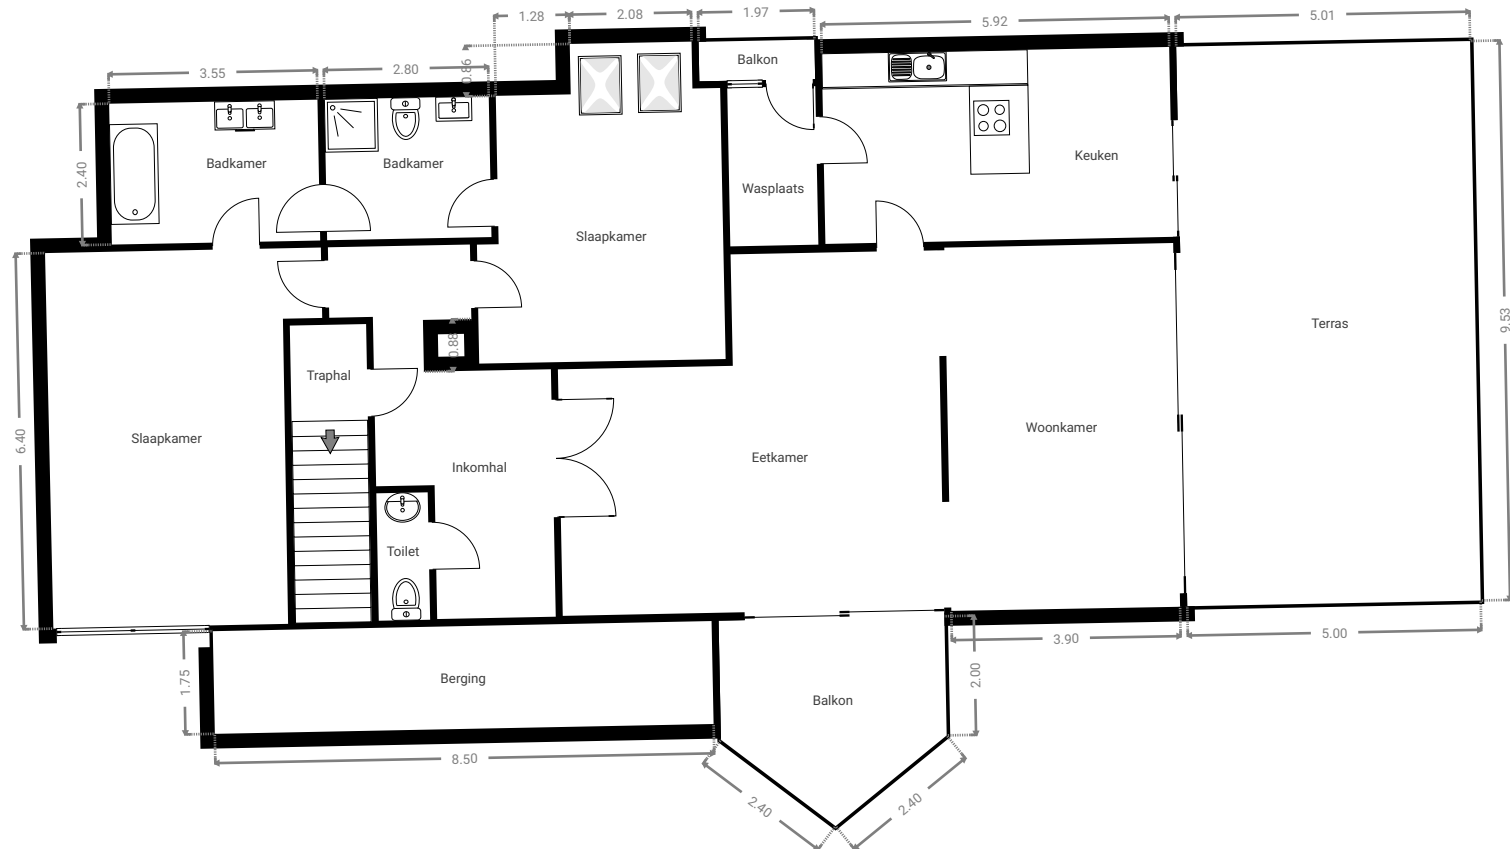 1.28
2.08
1.97
5.92
5.01
3.55
2.80
0.86
Balkon
2.40
Badkamer
Badkamer
Wasplaats
Keuken
Slaapkamer
Terras
9.53
0.88
Traphal
6.40
Slaapkamer
Inkomhal
Eetkamer
Woonkamer
Toilet
1.75
Berging
Balkon
2.00
3.90
5.00
8.50
2.40
2.40